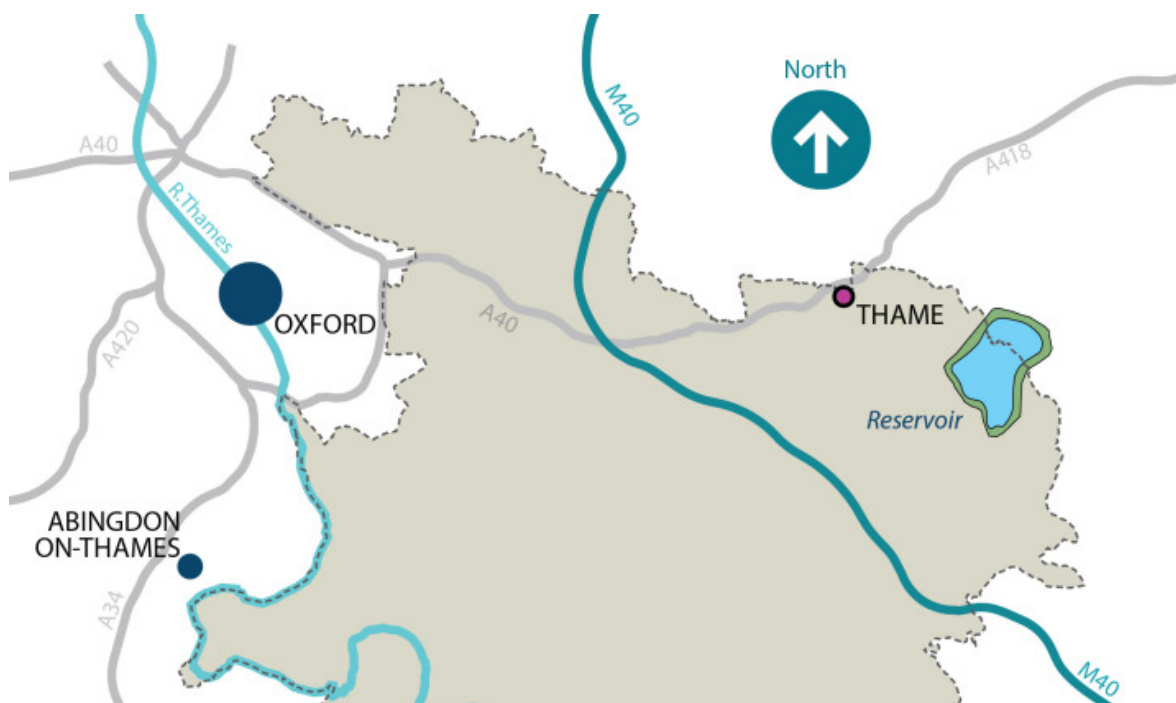 North
M40
A40
A418
R.Thames
OXFORD
A420
A40
THAME
Reservoir
ABINGDON
ON-THAMES
A34
M40